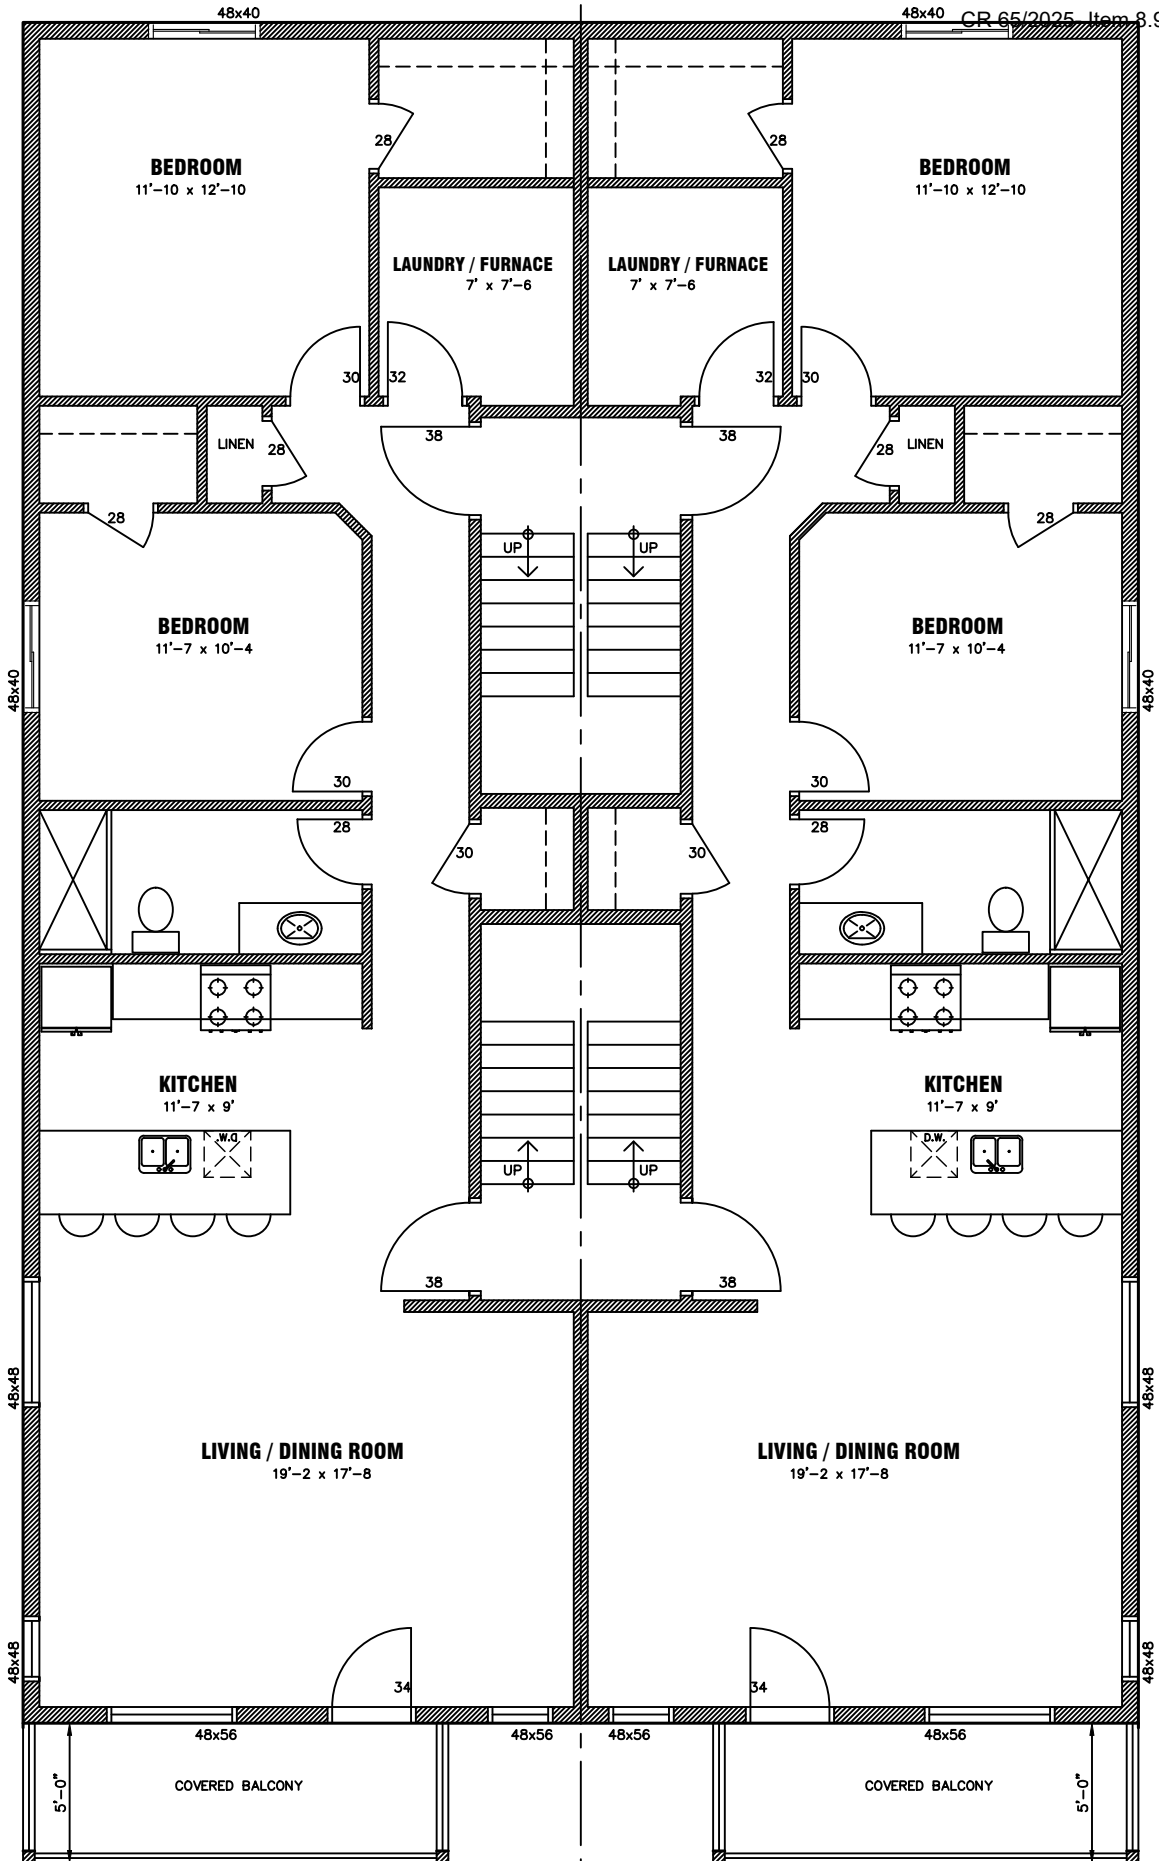 48x40
48x40
CR 65/2025, Item 8.9
28
28
BEDROOM
11'-10 x 12'-10
BEDROOM
11'-10 x 12'-10
LAUNDRY / FURNACE
7' x 7'-6
LAUNDRY / FURNACE
7' x 7'-6
30
32
32
30
LINEN
28
38
38
28
LINEN
28
28
UP
UP
BEDROOM
11'-7 x 10'-4
BEDROOM
11'-7 x 10'-4
48x40
48x40
30
30
28
28
30
30
KITCHEN
11'-7 x 9'
KITCHEN
11'-7 x 9'
D.W.
D.W.
UP
UP
38
38
48x48
48x48
LIVING / DINING ROOM
19'-2 x 17'-8
LIVING / DINING ROOM
19'-2 x 17'-8
48x48
48x48
34
34
48x56
48x56
48x56
48x56
5'-0"
COVERED BALCONY
COVERED BALCONY
5'-0"